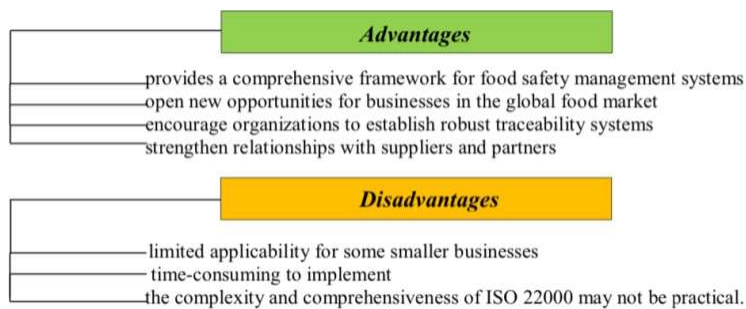 Advantages
provides a comprehensive framework for food safety management systems
open new opportunities for businesses in the global food market
encourage organizations to establish robust traceability systems
strengthen relationships with suppliers and partners
Disadvantages
limited applicability for some smaller businesses
time-consuming to implement
the complexity and comprehensiveness of ISO 22000 may not be practical.